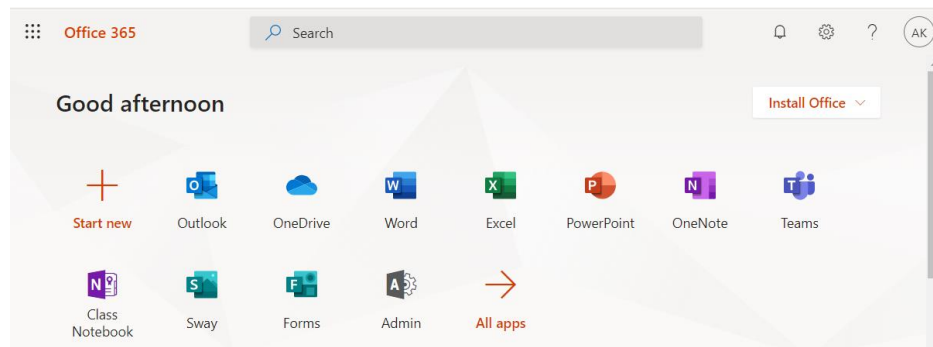 Office 365
Search
?
AK
Good afternoon
Install Office
Start new
Outlook
OneDrive
Word
Excel
PowerPoint
OneNote
Teams
Class
Notebook
Sway
Forms
Admin
All apps